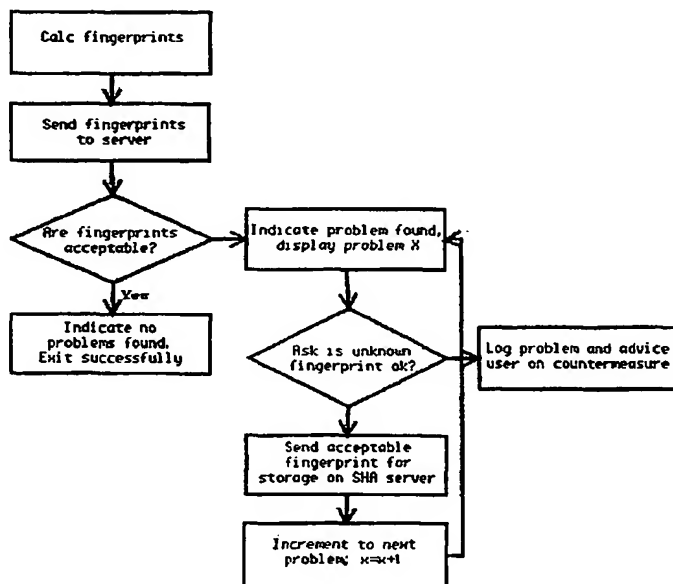 Calc fingerprints
Send fingerprints
to server
Are fingerprints
acceptable?
Yes
Indicate no
problems found.
Exit successfully
Indicate problem found,
display problem X
Ask is unknown
fingerprint ok?
Log problem and advice
user on countermeasure
Send acceptable
fingerprint for
storage on SHA server
Increment to next
problem; x=x+1